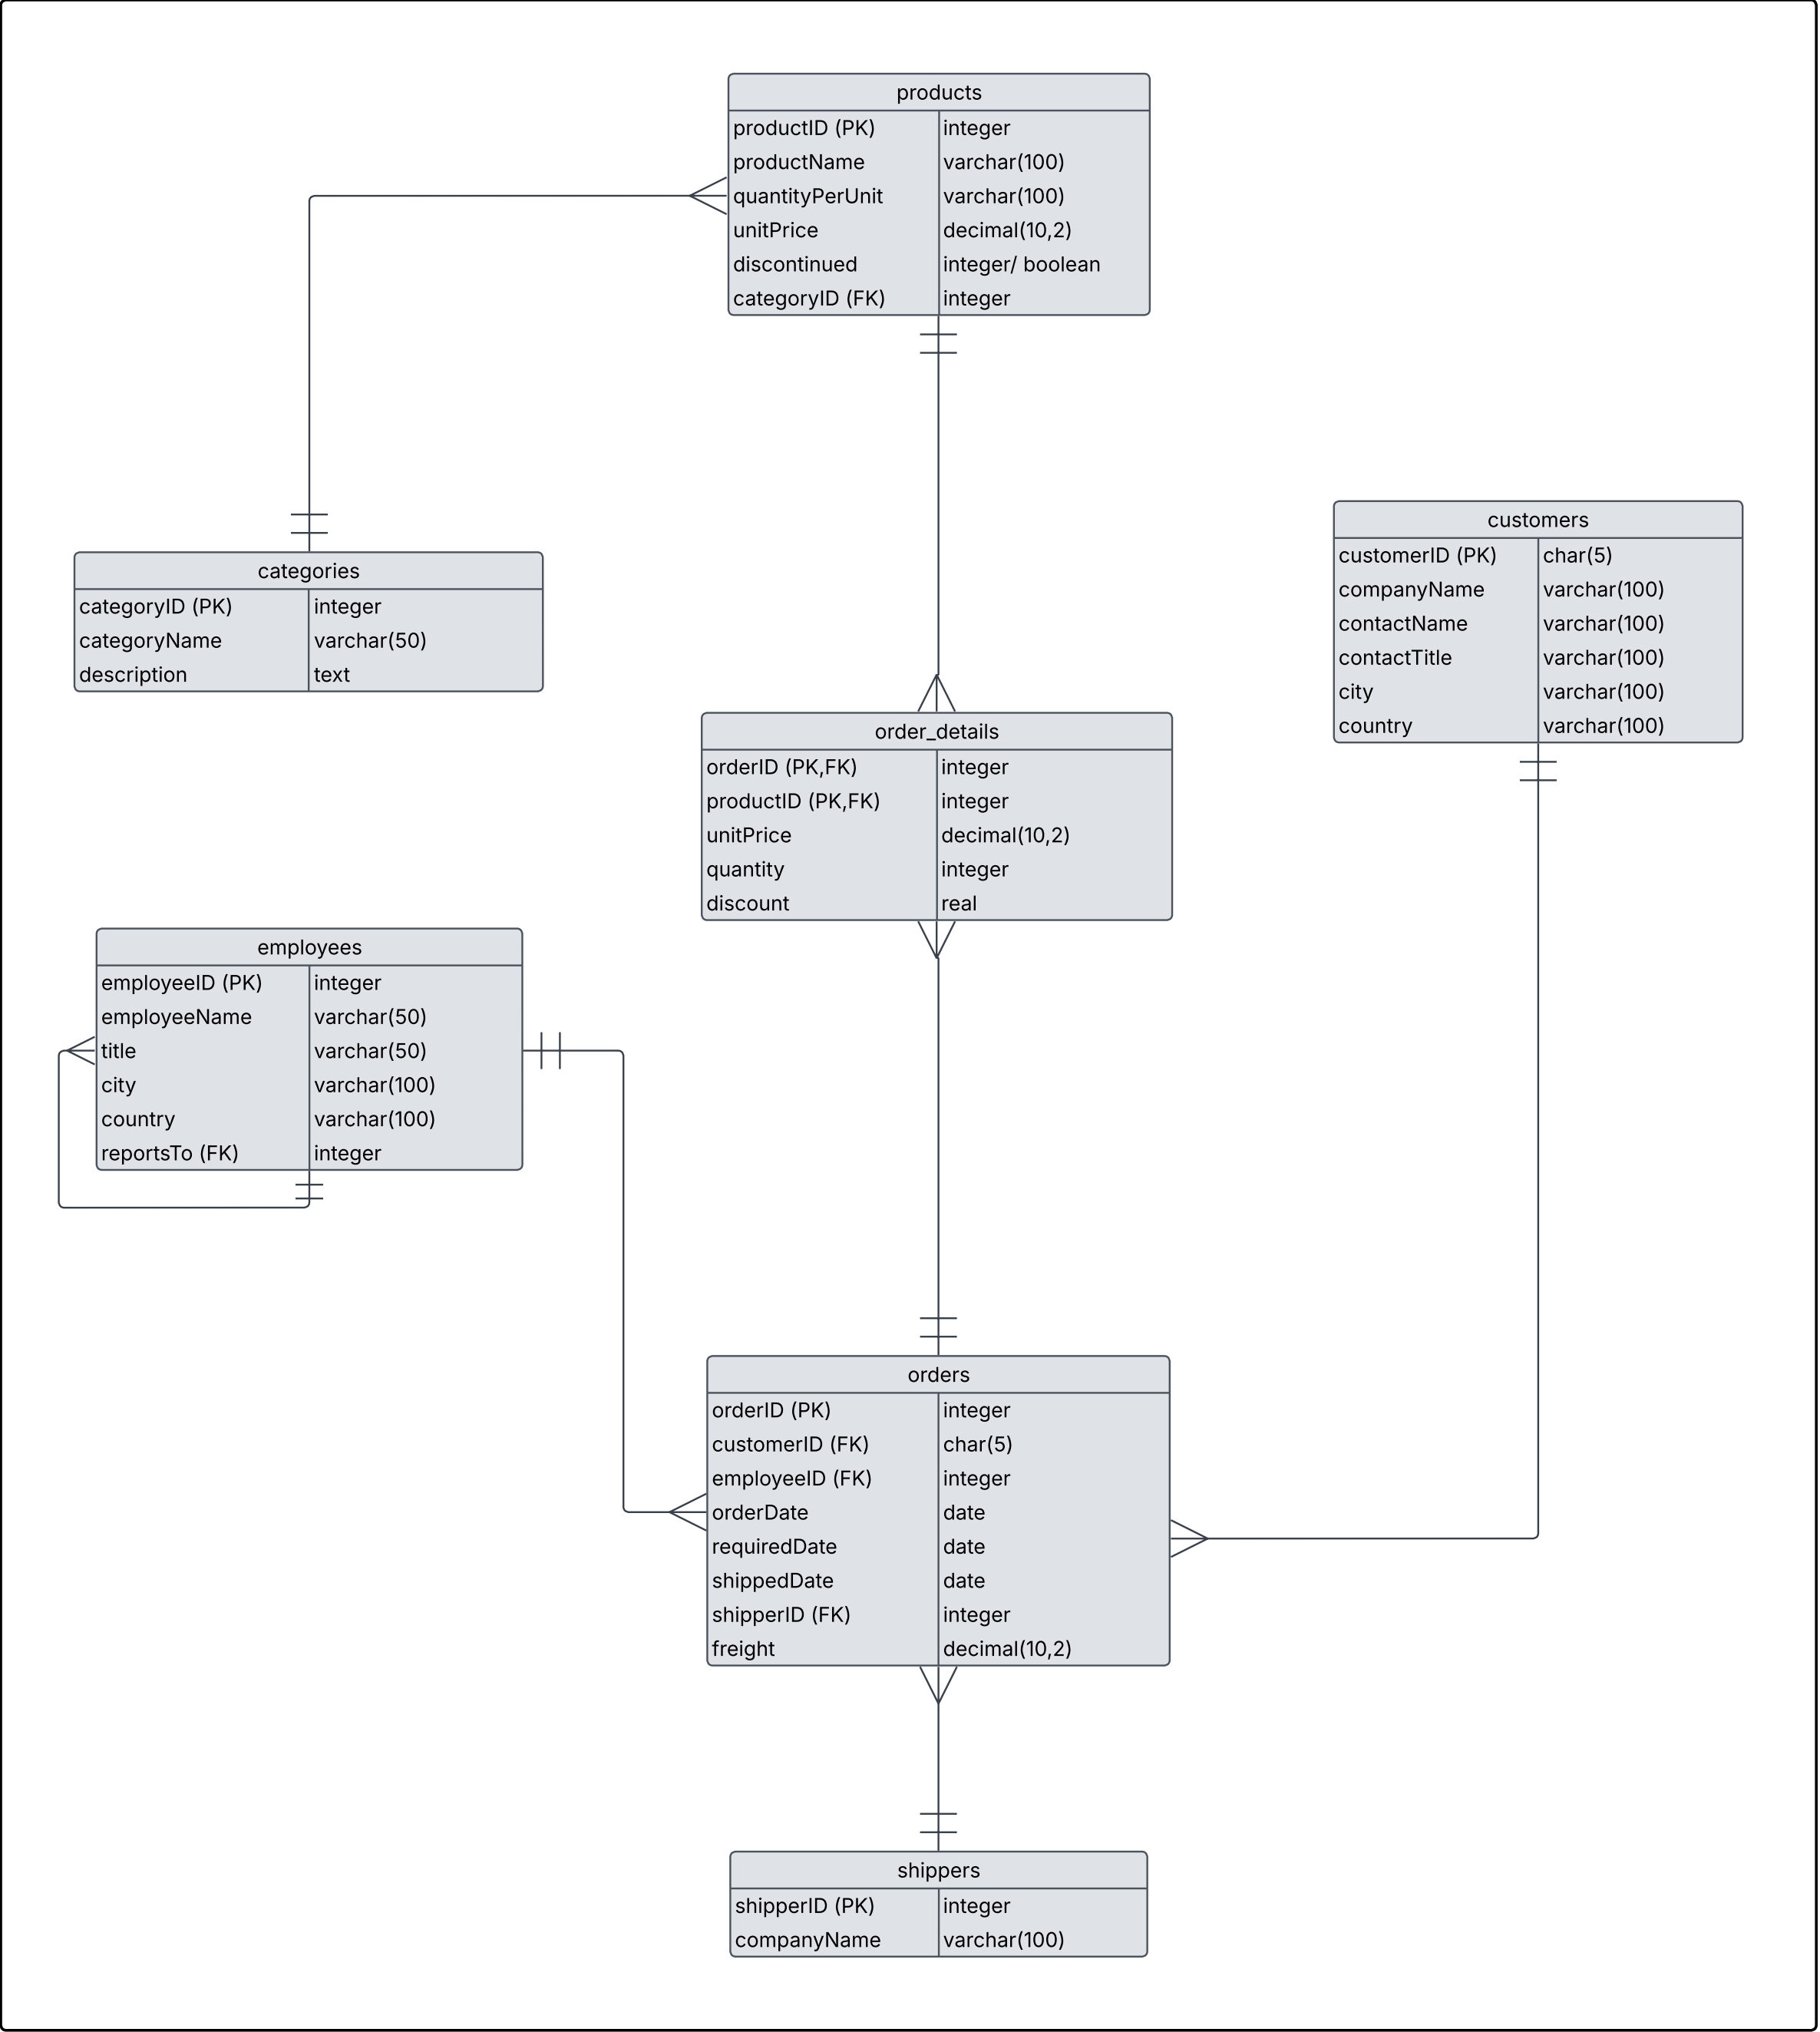 products
productID (PK) integer
productName varchar(100)
quantityPerUnit varchar(100)
unitPrice decimal(10,2)
discontinued integer/ boolean
categoryID (FK) integer
categories
categoryID (PK) integer
categoryName varchar(50)
description text
customers
customerID (PK) char(5)
companyName varchar(100)
contactName varchar(100)
contactTitle varchar(100)
city varchar(100)
country varchar(100)
order_details
orderID (PK,FK) integer
productID (PK,FK) integer
unitPrice decimal(10,2)
quantity integer
discount real
employees
employeeID (PK) integer
employeeName varchar(50)
title varchar(50)
city varchar(100)
country varchar(100)
reportsTo (FK) integer
orders
orderID (PK) integer
customerID (FK) char(5)
employeeID (FK) integer
orderDate date
requiredDate date
shippedDate date
shipperID (FK) integer
freight decimal(10,2)
shippers
shipperID (PK) integer
companyName varchar(100)